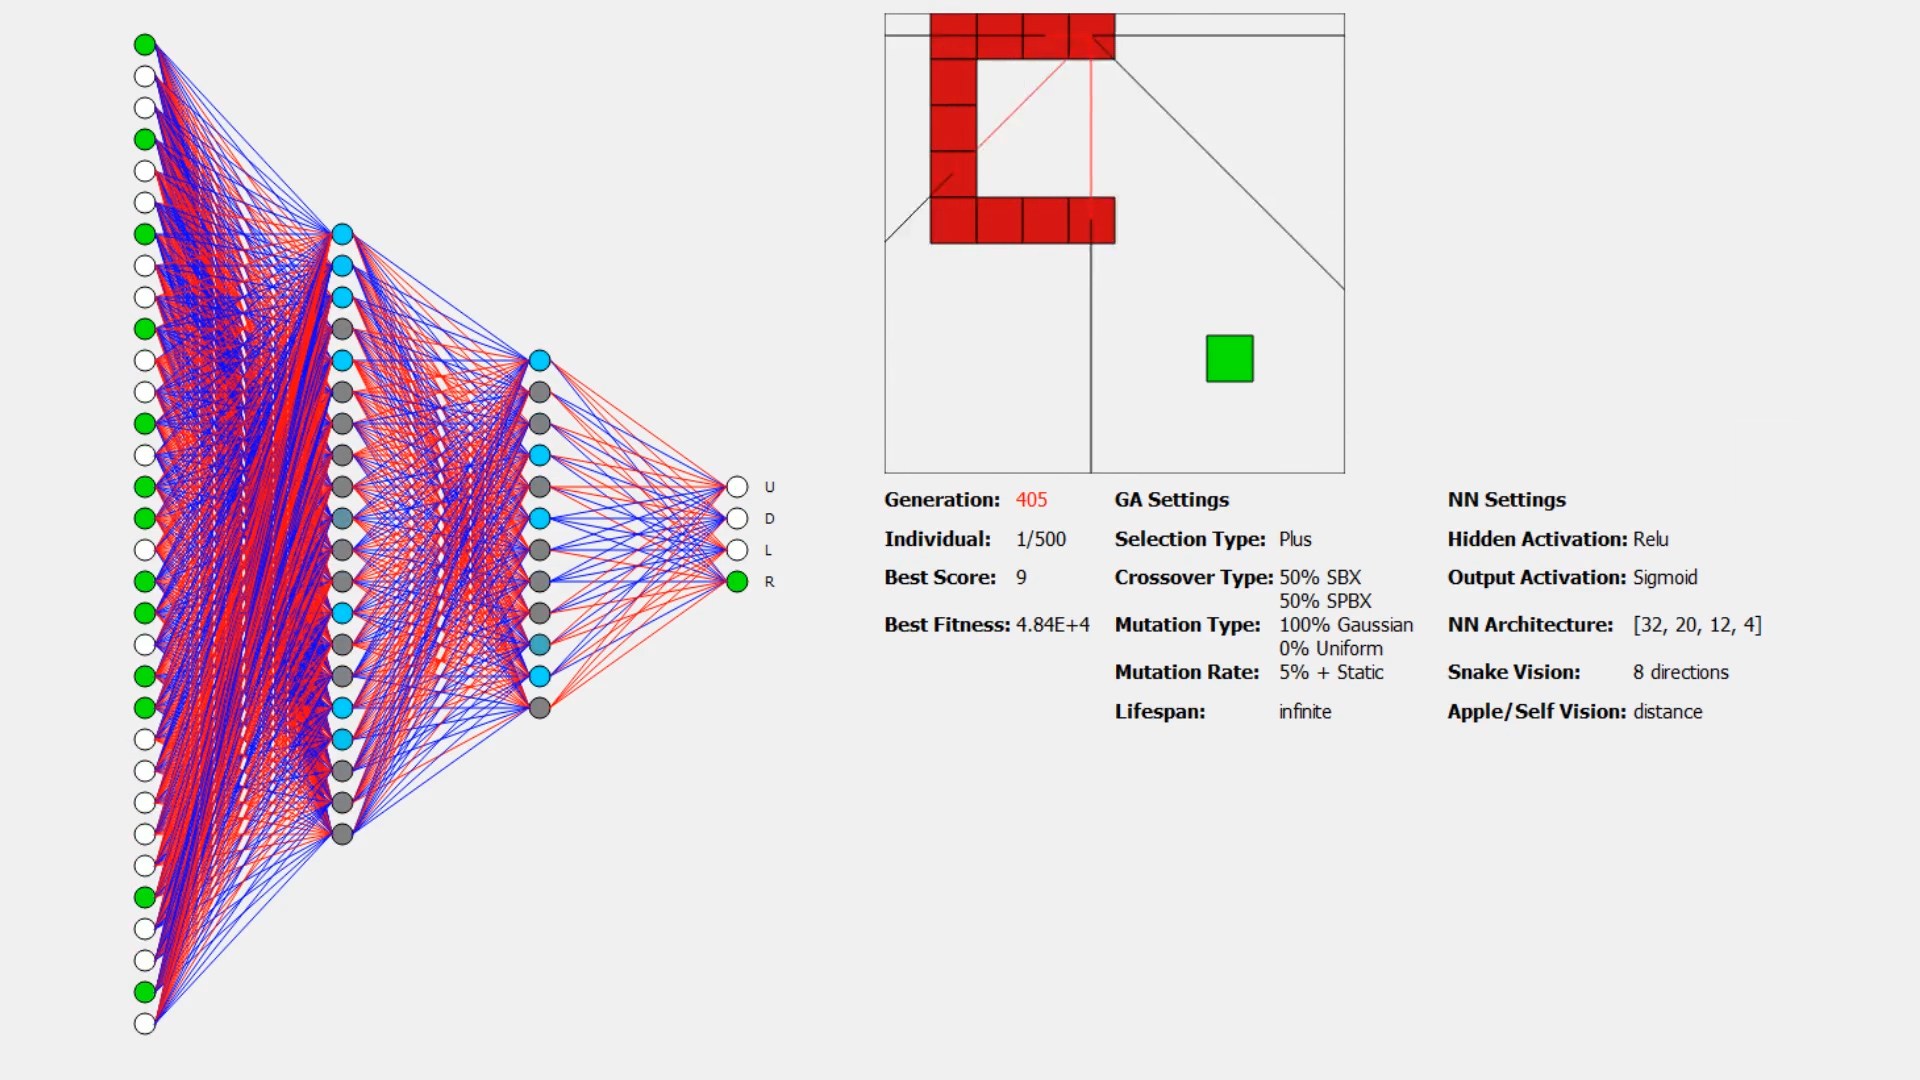 U
D
L
R
Generation: 405 GA Settings NN Settings
Individual: 1/500 Selection Type: Plus Hidden Activation: Relu
Best Score: 9 Crossover Type: 50% SBX Output Activation: Sigmoid
50% SPBX
Best Fitness: 4.84E+4 Mutation Type: 100% Gaussian NN Architecture: [32, 20, 12, 4]
0% Uniform
Mutation Rate: 5% + Static Snake Vision: 8 directions
Lifespan: infinite Apple/Self Vision: distance